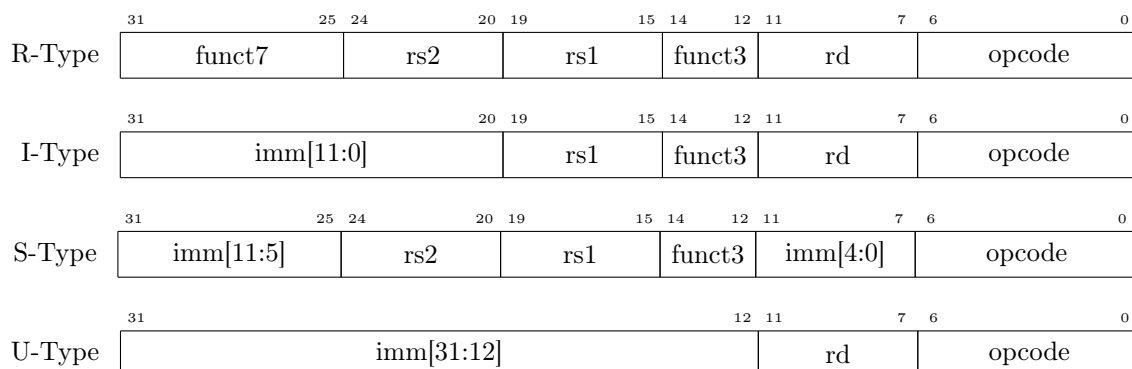 31 25 24 20 19 15 14 12 11 7 6 0
R-Type funct7 rs2 rs1 funct3 rd opcode
31 20 19 15 14 12 11 7 6 0
I-Type imm[11:0] rs1 funct3 rd opcode
31 25 24 20 19 15 14 12 11 7 6 0
S-Type imm[11:5] rs2 rs1 funct3 imm[4:0] opcode
31 12 11 7 6 0
U-Type imm[31:12] rd opcode